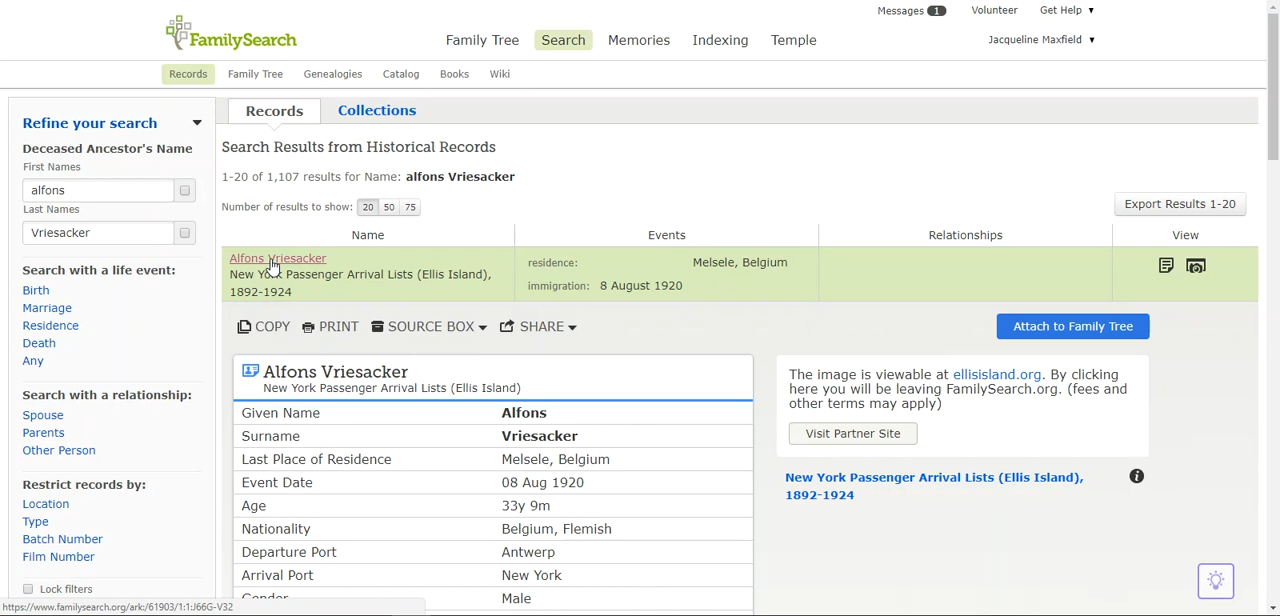 Messages 1 Volunteer Get Help ▼
FamilySearch
Family Tree Search Memories Indexing Temple
Jacqueline Maxfield ▼
Records Family Tree Genealogies Catalog Books Wiki
Refine your search
Deceased Ancestor's Name
First Names
alfons
Last Names
Vriesacker
Search with a life event:
Birth
Marriage
Residence
Death
Any
Search with a relationship:
Spouse
Parents
Other Person
Restrict records by:
Location
Type
Batch Number
Film Number
Lock filters
Records Collections
Search Results from Historical Records
1-20 of 1,107 results for Name: alfons Vriesacker
Number of results to show: 20 50 75
Export Results 1-20
Name Events Relationships View
Alfons Vriesacker
New York Passenger Arrival Lists (Ellis Island),
1892-1924
residence: Melsele, Belgium
immigration: 8 August 1920
COPY PRINT SOURCE BOX SHARE
Attach to Family Tree
Alfons Vriesacker
New York Passenger Arrival Lists (Ellis Island)
Given Name Alfons
Surname Vriesacker
Last Place of Residence Melsele, Belgium
Event Date 08 Aug 1920
Age 33y 9m
Nationality Belgium, Flemish
Departure Port Antwerp
Arrival Port New York
Gender Male
The image is viewable at ellisisland.org. By clicking
here you will be leaving FamilySearch.org. (fees and
other terms may apply)
Visit Partner Site
New York Passenger Arrival Lists (Ellis Island),
1892-1924
https://www.familysearch.org/ark:/61903/1:1:J66G-V32